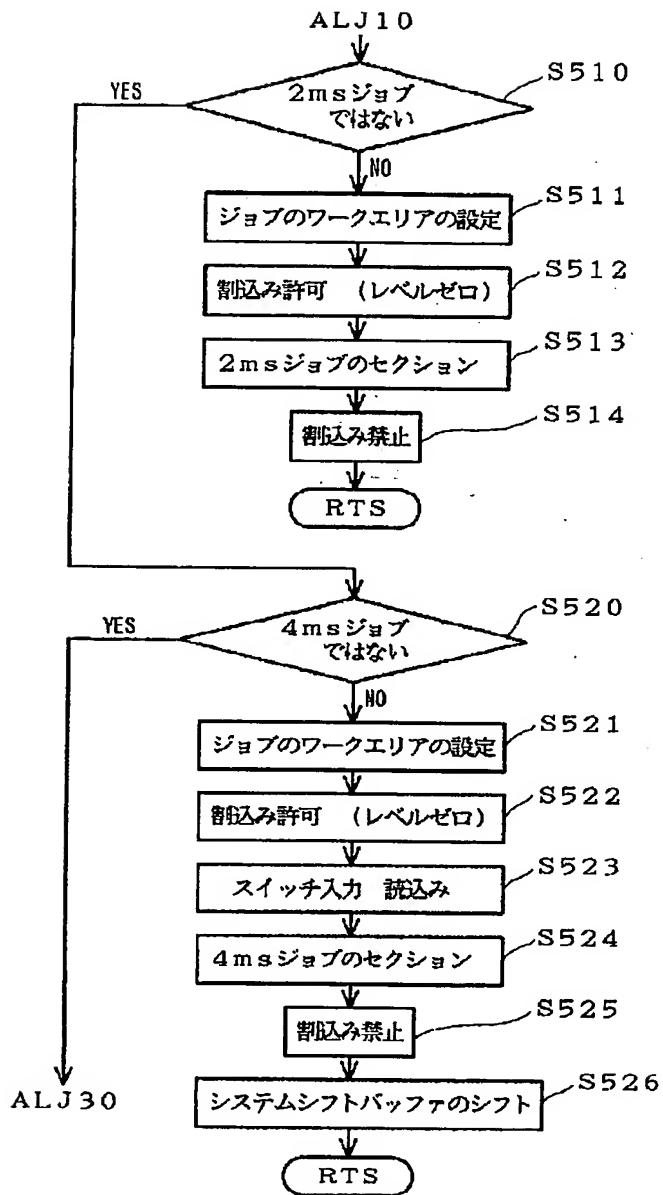 ALJ10
S510
YES
2msジョブ
ではない
NO
S511
ジョブのワークエリアの設定
S512
割込み許可 (レベルゼロ)
S513
2msジョブのセクション
S514
割込み禁止
RTS
S520
YES
4msジョブ
ではない
NO
S521
ジョブのワークエリアの設定
S522
割込み許可 (レベルゼロ)
S523
スイッチ入力 読込み
S524
4msジョブのセクション
S525
割込み禁止
S526
ALJ30
システムシフトバッファのシフト
RTS